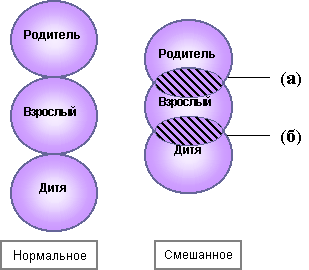 Родитель
Взрослый
Дитя
Нормальное
Родитель
(а)
Взрослый
(б)
Дитя
Смешанное